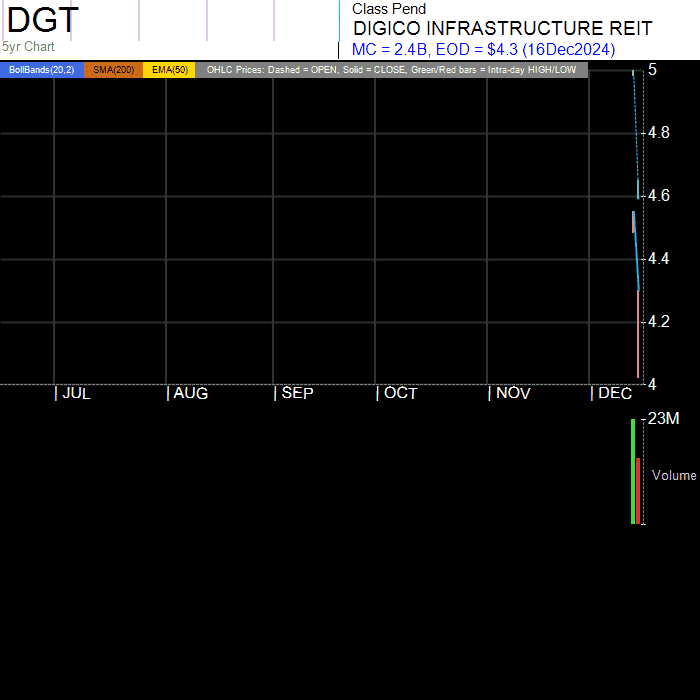 DGT
5yr Chart
Class Pend
DIGICO INFRASTRUCTURE REIT
MC = 2.4B, EOD = $4.3 (16Dec2024)
BollBands(20,2) SMA(200) EMA(50) OHLC Prices: Dashed = OPEN, Solid = CLOSE, Green/Red bars = Intra-day HIGH/LOW
5
4.8
4.6
4.4
4.2
4
| JUL | AUG | SEP | OCT | NOV | DEC
23M
Volume